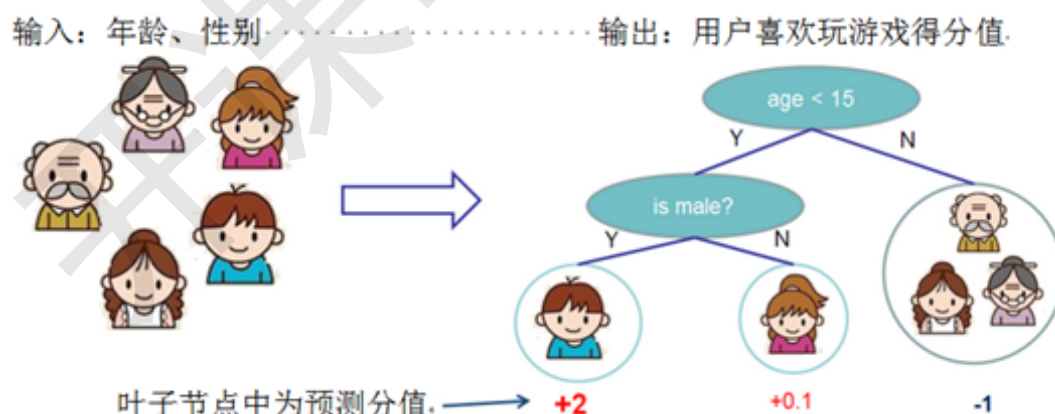 输入：年龄、性别
输出：用户喜欢玩游戏得分值
age < 15
Y
N
is male?
Y
N
叶子节点中为预测分值
+2
+0.1
-1